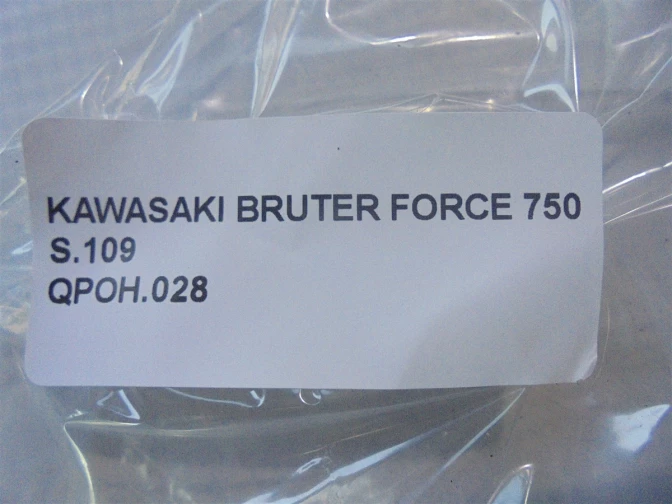 KAWASAKI BRUTER FORCE 750
S.109
QPOH.028